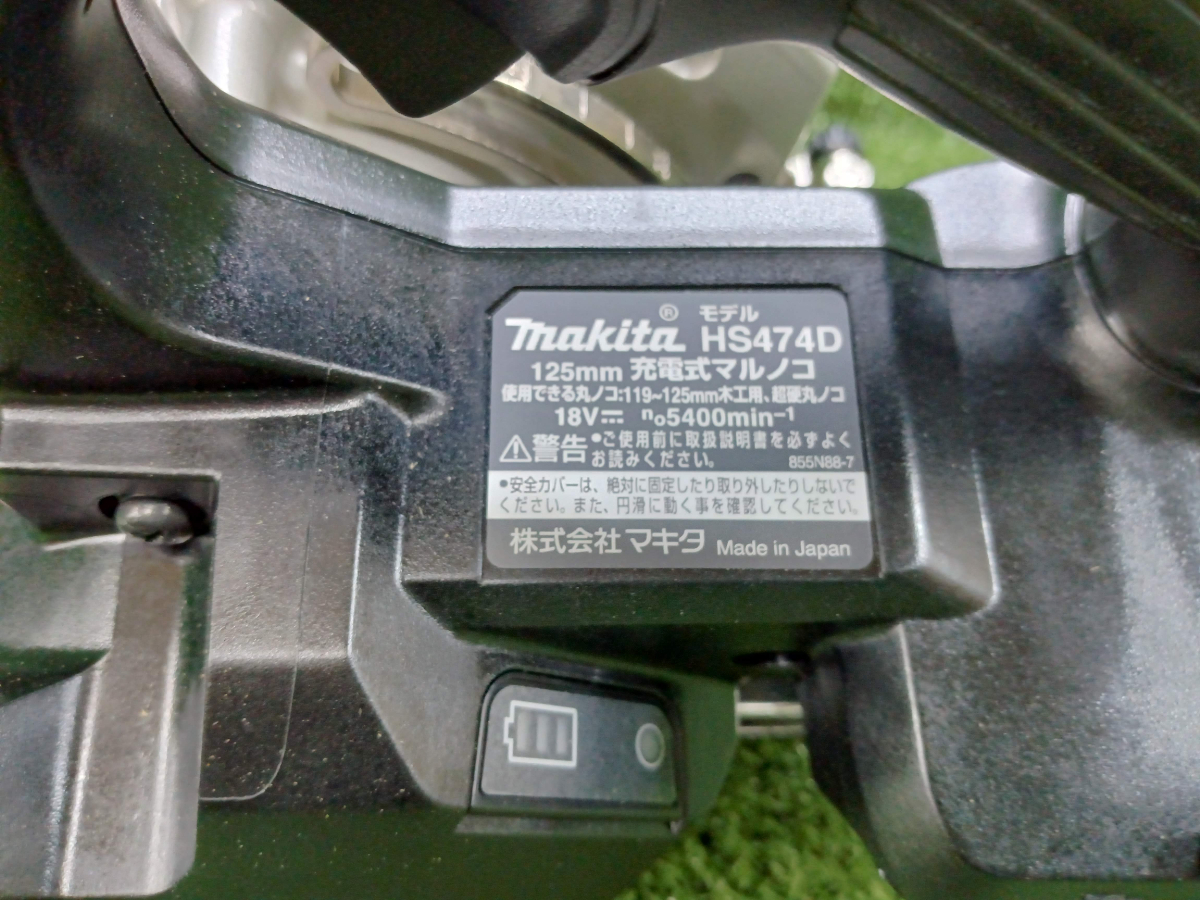 makita® モデル HS474D
125mm 充電式マルノコ
使用できる丸ノコ:119~125mm木工用、超硬丸ノコ
18V⎓ n₀5400min⁻¹
⚠警告 •ご使用前に取扱説明書を必ずよく
お読みください。 855N88-7
•安全カバーは、絶対に固定したり取り外したりしないで
ください。また、円滑に動く事を確認してください。
株式会社マキタ Made in Japan